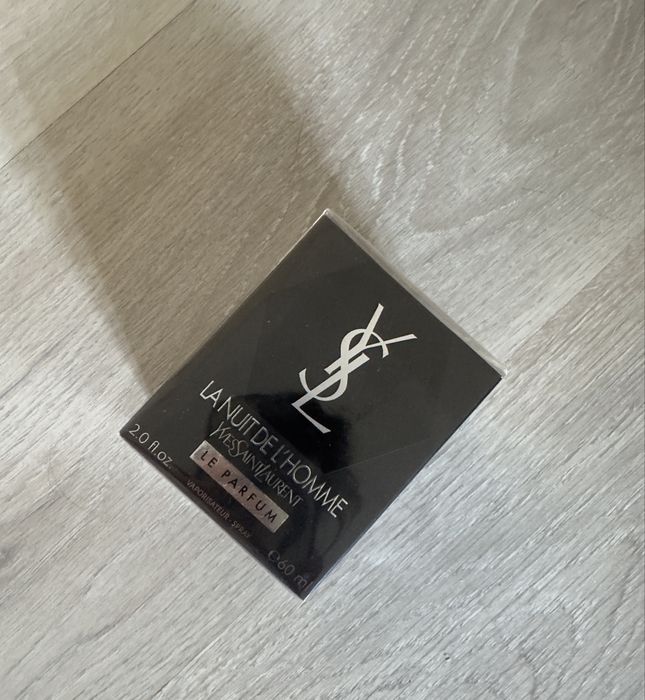 YSL
LA NUIT DE L'HOMME
YVESSAINTLAURENT
LE PARFUM
VAPORISATEUR - SPRAY
2.0 fl.oz. ℮60 ml